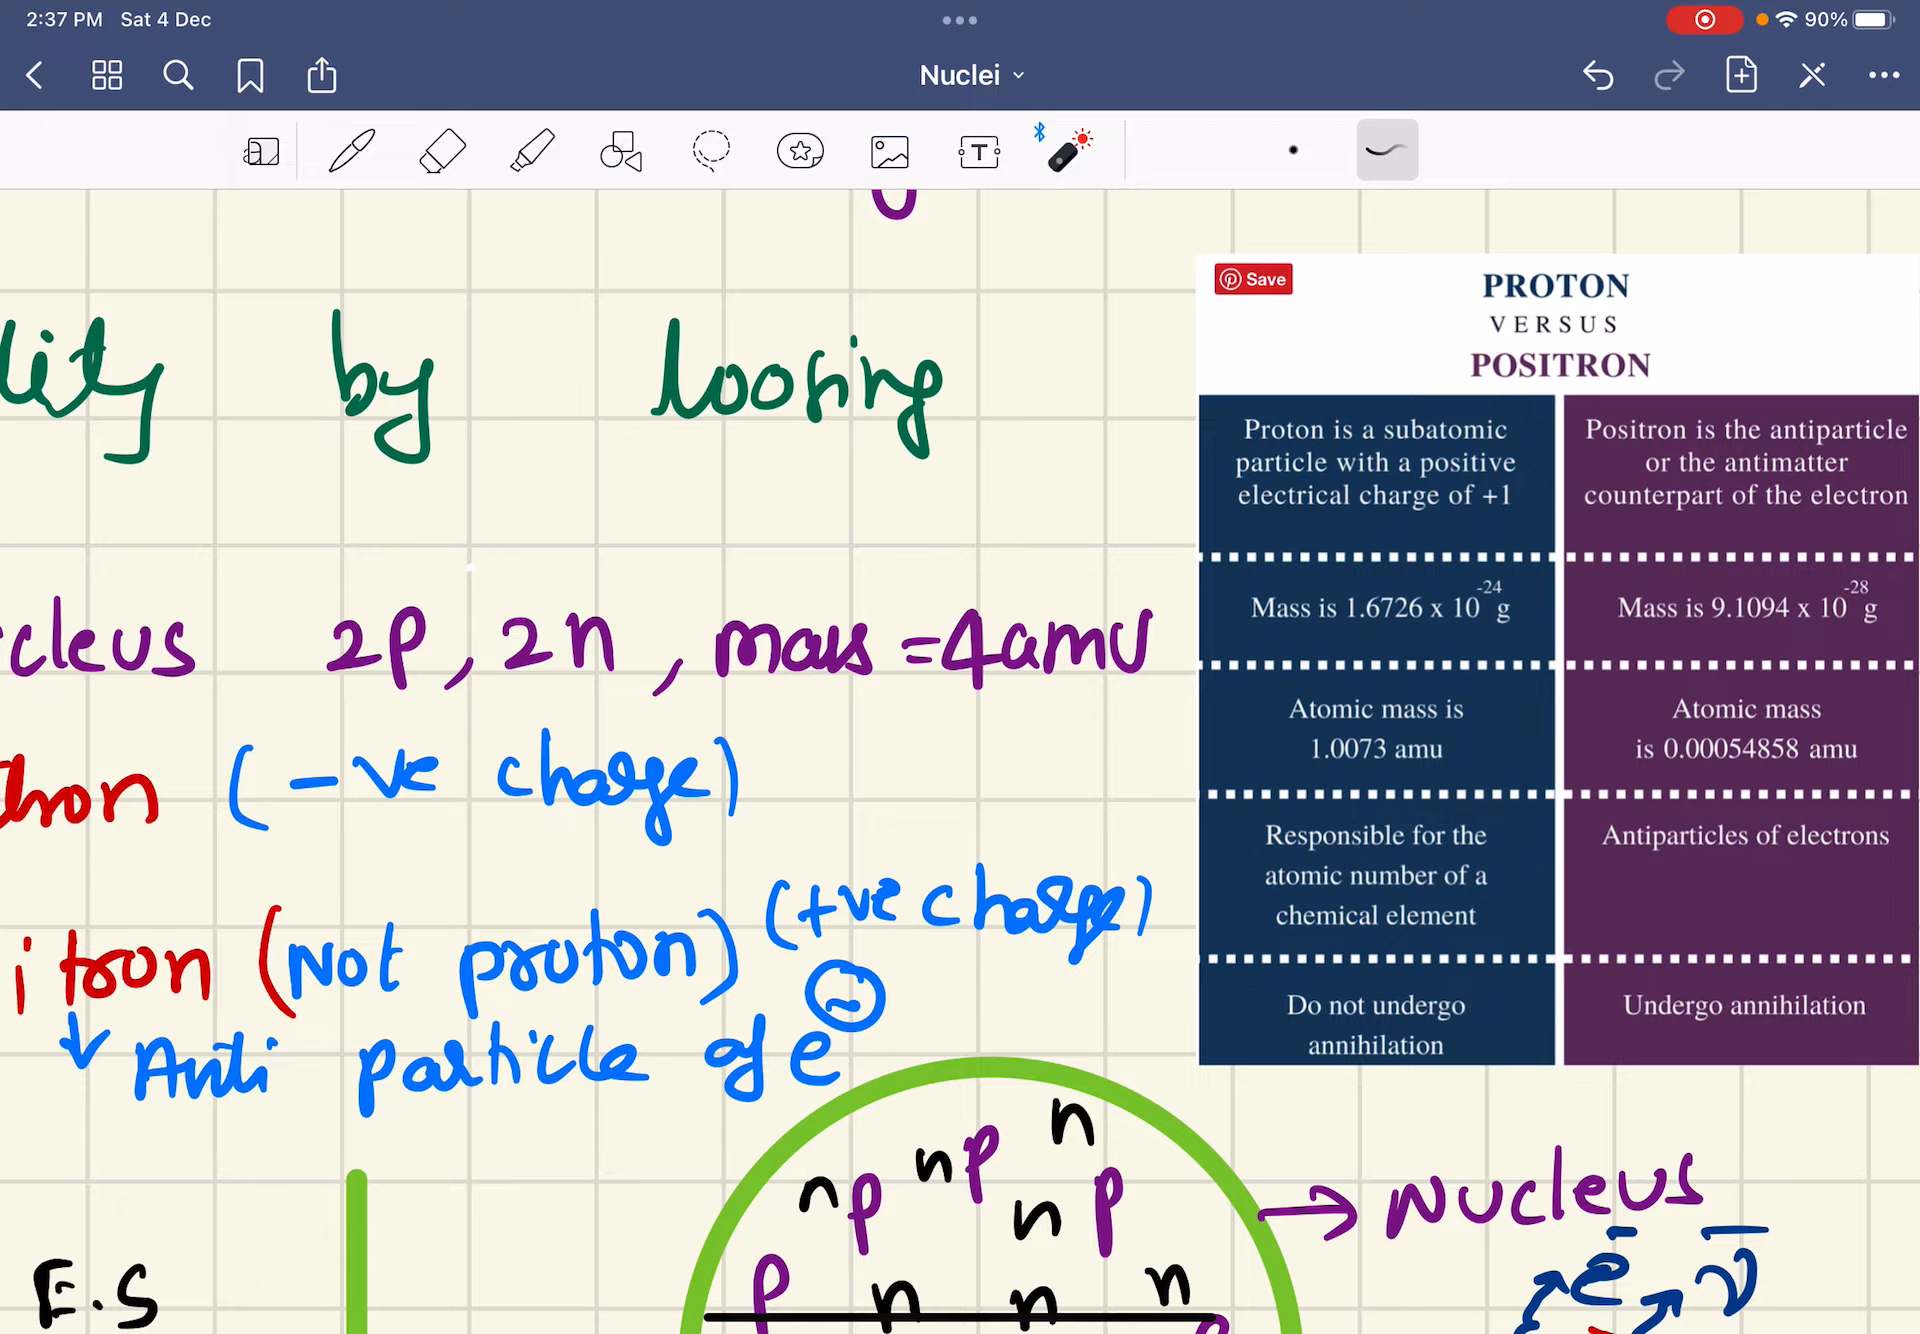 2:37 PM Sat 4 Dec
90%
Nuclei
T
Save
PROTON
VERSUS
POSITRON
lity by loosing
Proton is a subatomic
particle with a positive
electrical charge of +1
Positron is the antiparticle
or the antimatter
counterpart of the electron
Mass is 1.6726 x 10⁻²⁴ g
Mass is 9.1094 x 10⁻²⁸ g
cleus 2p, 2n, mass = 4amu
Atomic mass is
1.0073 amu
Atomic mass
is 0.00054858 amu
tron (-ve charge)
Responsible for the
atomic number of a
chemical element
Antiparticles of electrons
itron (Not proton) (+ve charge)
Do not undergo
annihilation
Undergo annihilation
↓ Anti particle of e⊖
n p n p n n p
→ Nucleus
p n n n
E.S
e⁻ ν̅